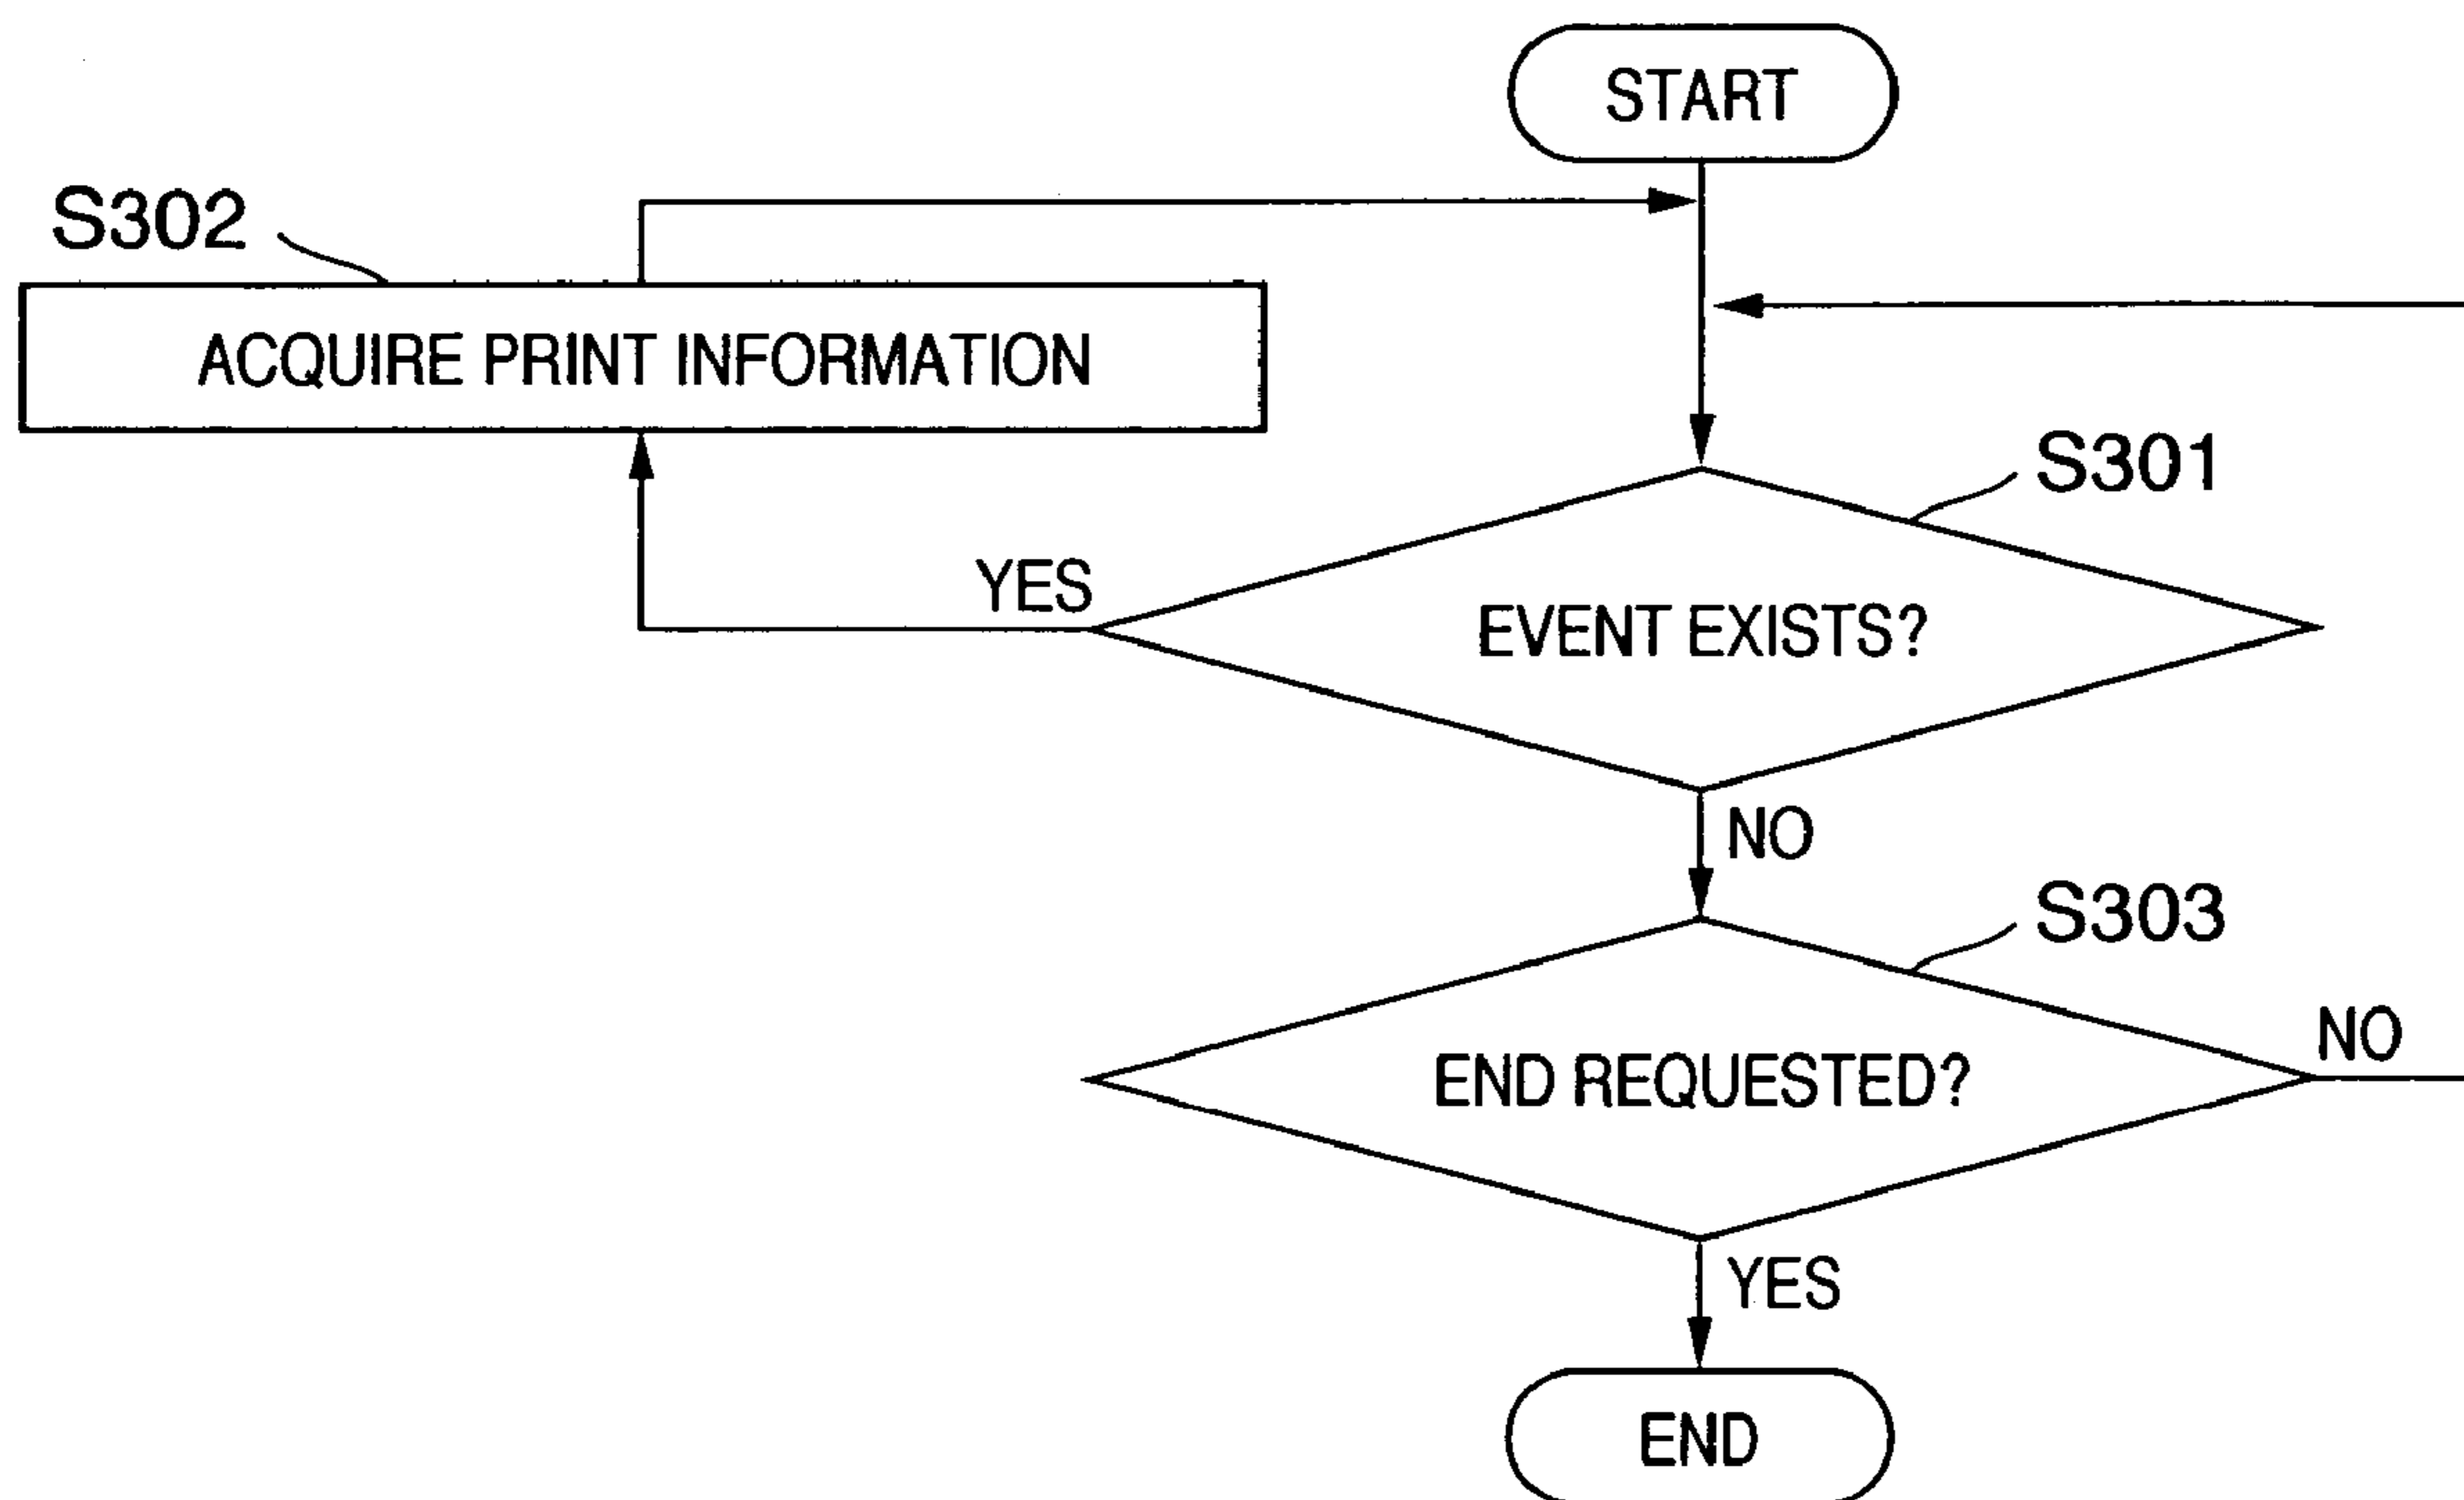 START
S302
ACQUIRE PRINT INFORMATION
S301
YES
EVENT EXISTS?
NO
S303
NO
END REQUESTED?
YES
END